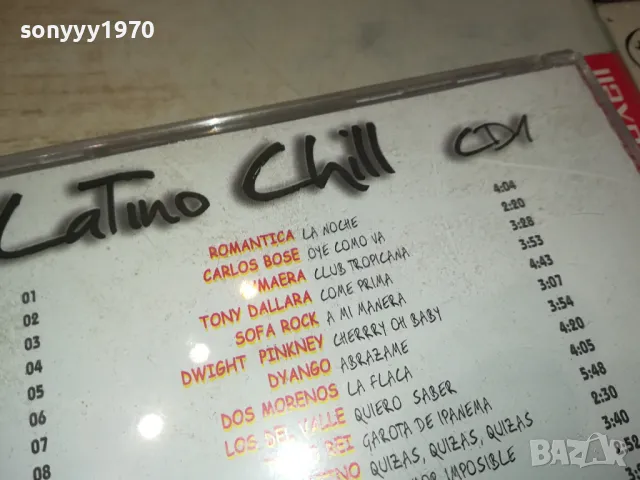 sonyyy1970
Latino Chill CD1
01 ROMANTICA LA NOCHE 4:04
02 CARLOS BOSE OYE COMO VA 2:20
03 CLUB TROPICANA 3:28
04 TONY DALLARA COME PRIMA 3:53
05 SOFA ROCK A MI MANERA 4:43
06 DWIGHT PINKNEY CHERRRY OH BABY 3:07
07 DYANGO ABRAZAME 3:54
08 DOS MORENOS LA FLACA 4:20
LOS DEL VALLE QUIERO SABER 4:05
REI GAROTA DE IPANEMA 5:48
QUIZAS, QUIZAS, QUIZAS 2:30
IMPOSIBLE 3:40
bazar